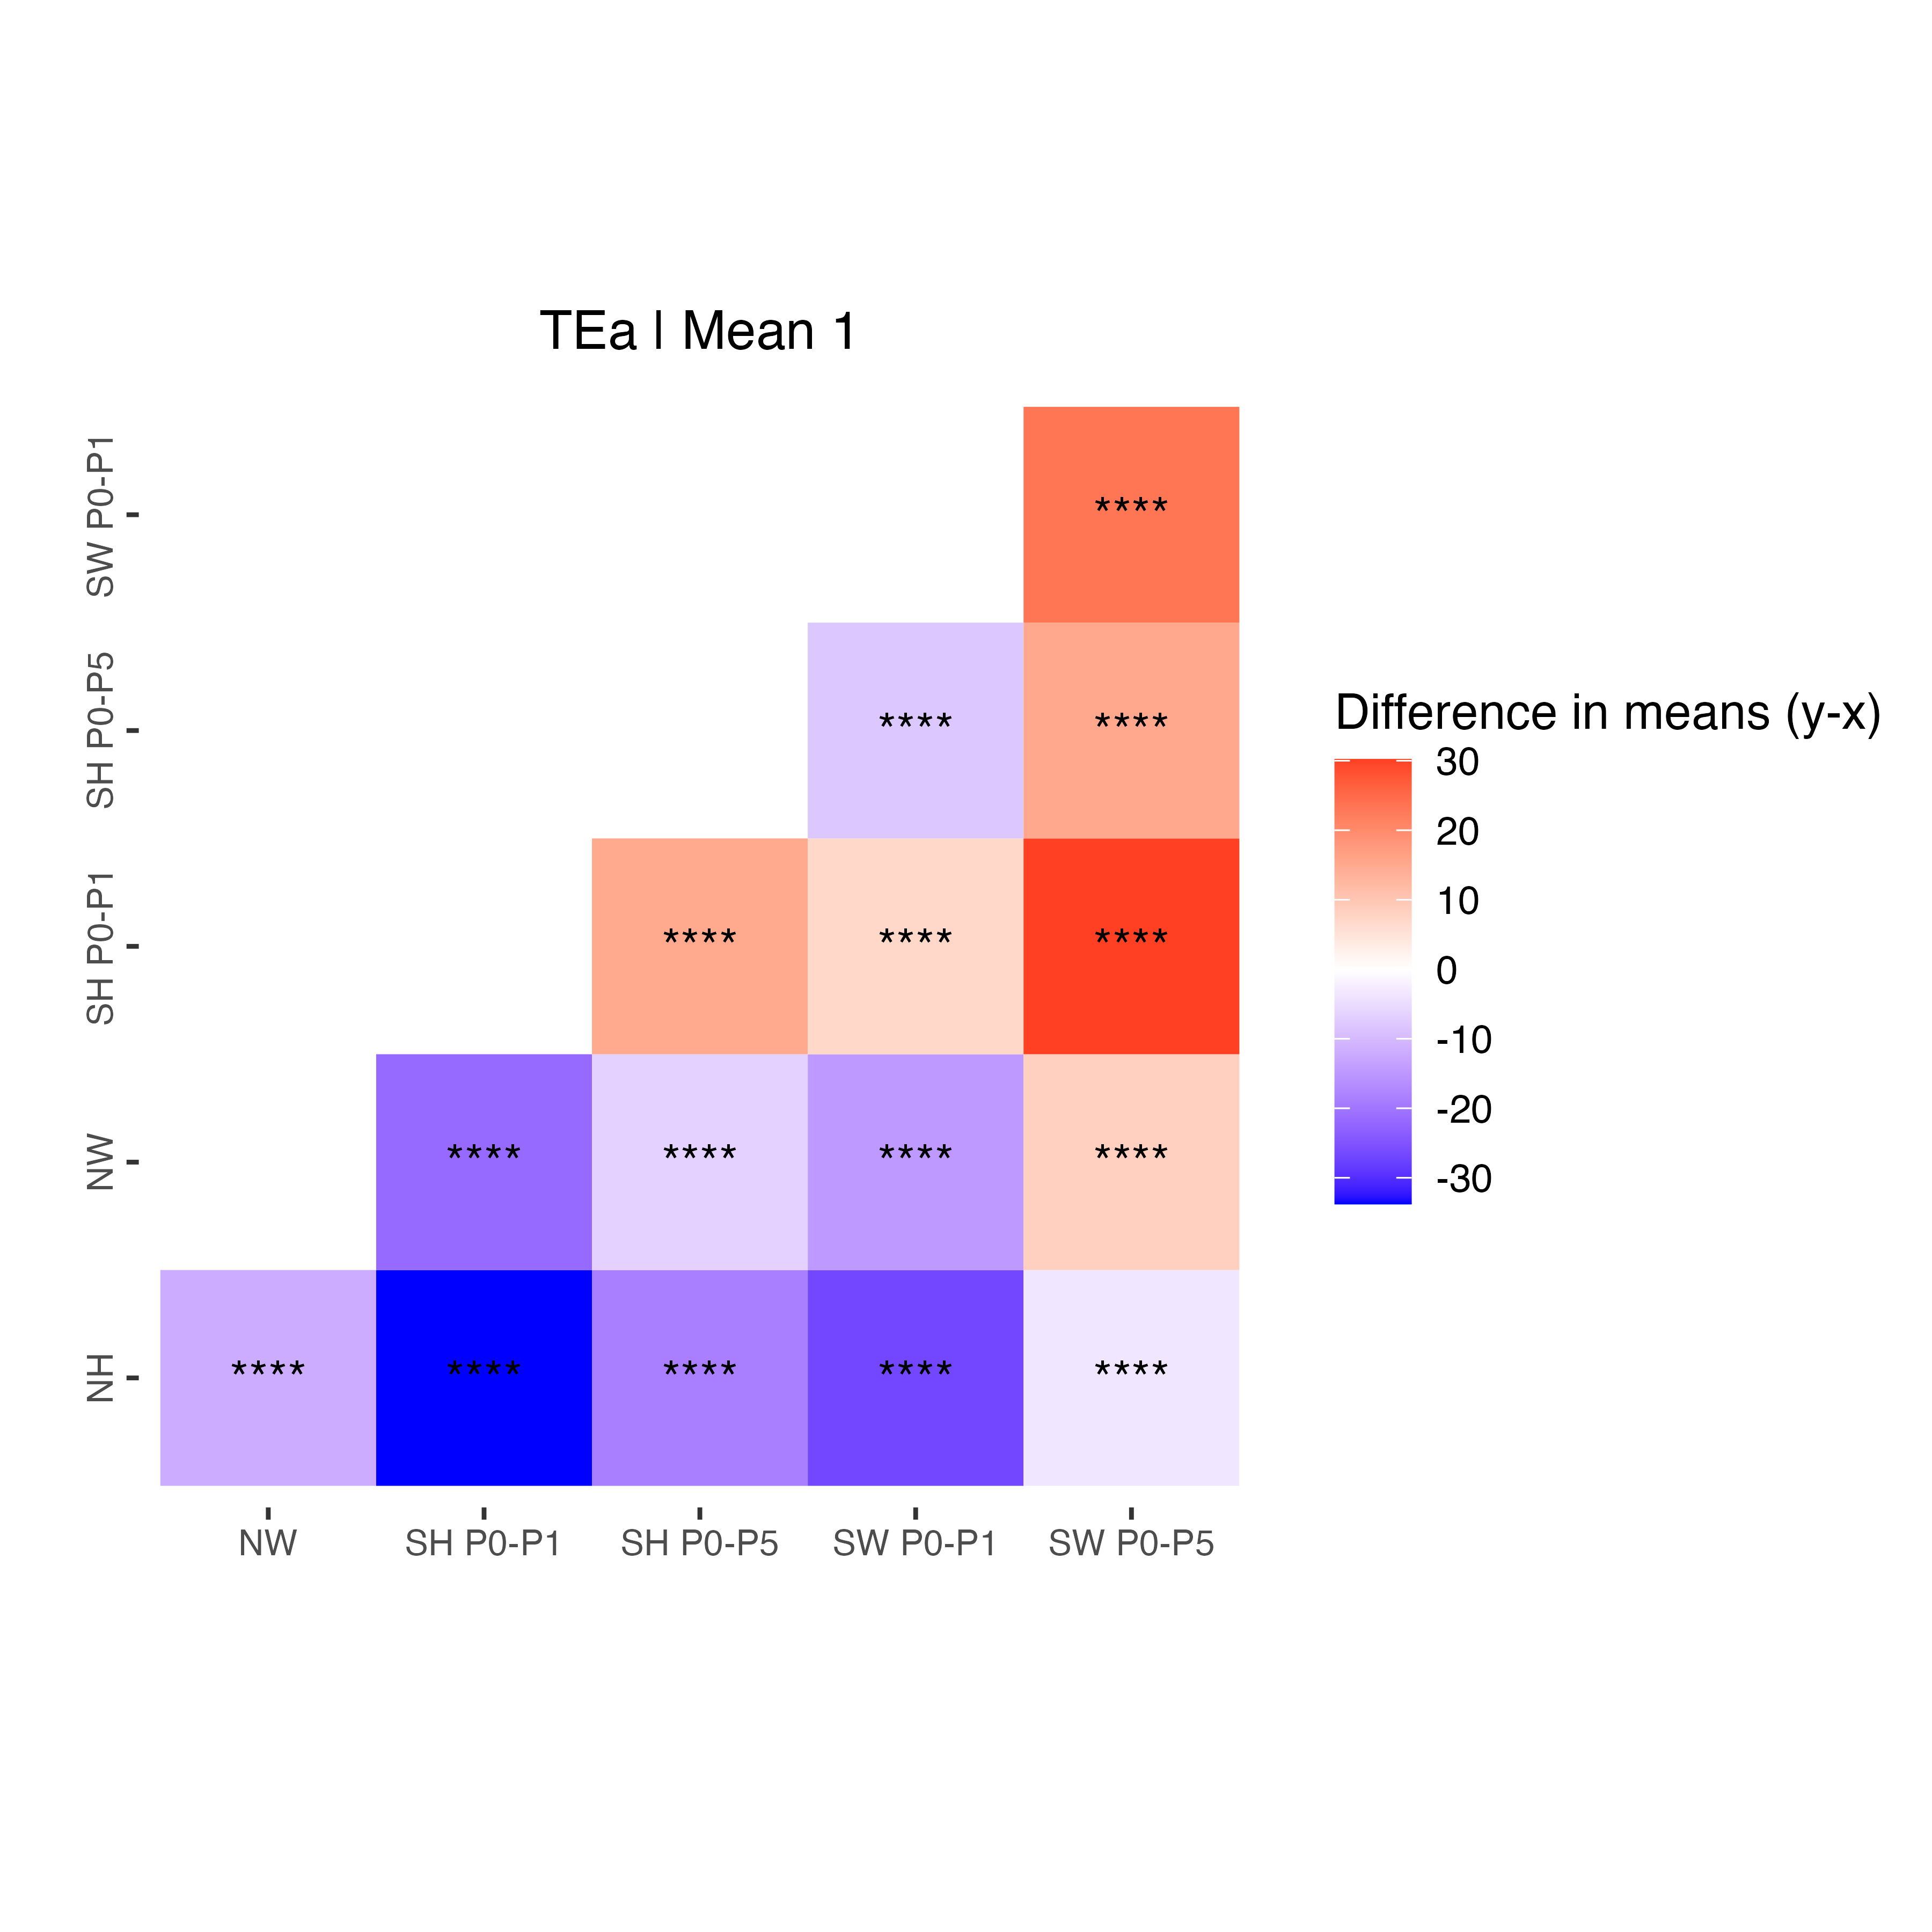 TEa | Mean 1
SW P0-P1
****
SH P0-P5
**** ****
SH P0-P1
**** **** ****
NW
**** **** **** ****
NH
**** **** **** **** ****
NW SH P0-P1 SH P0-P5 SW P0-P1 SW P0-P5
Difference in means (y-x)
30
20
10
0
-10
-20
-30